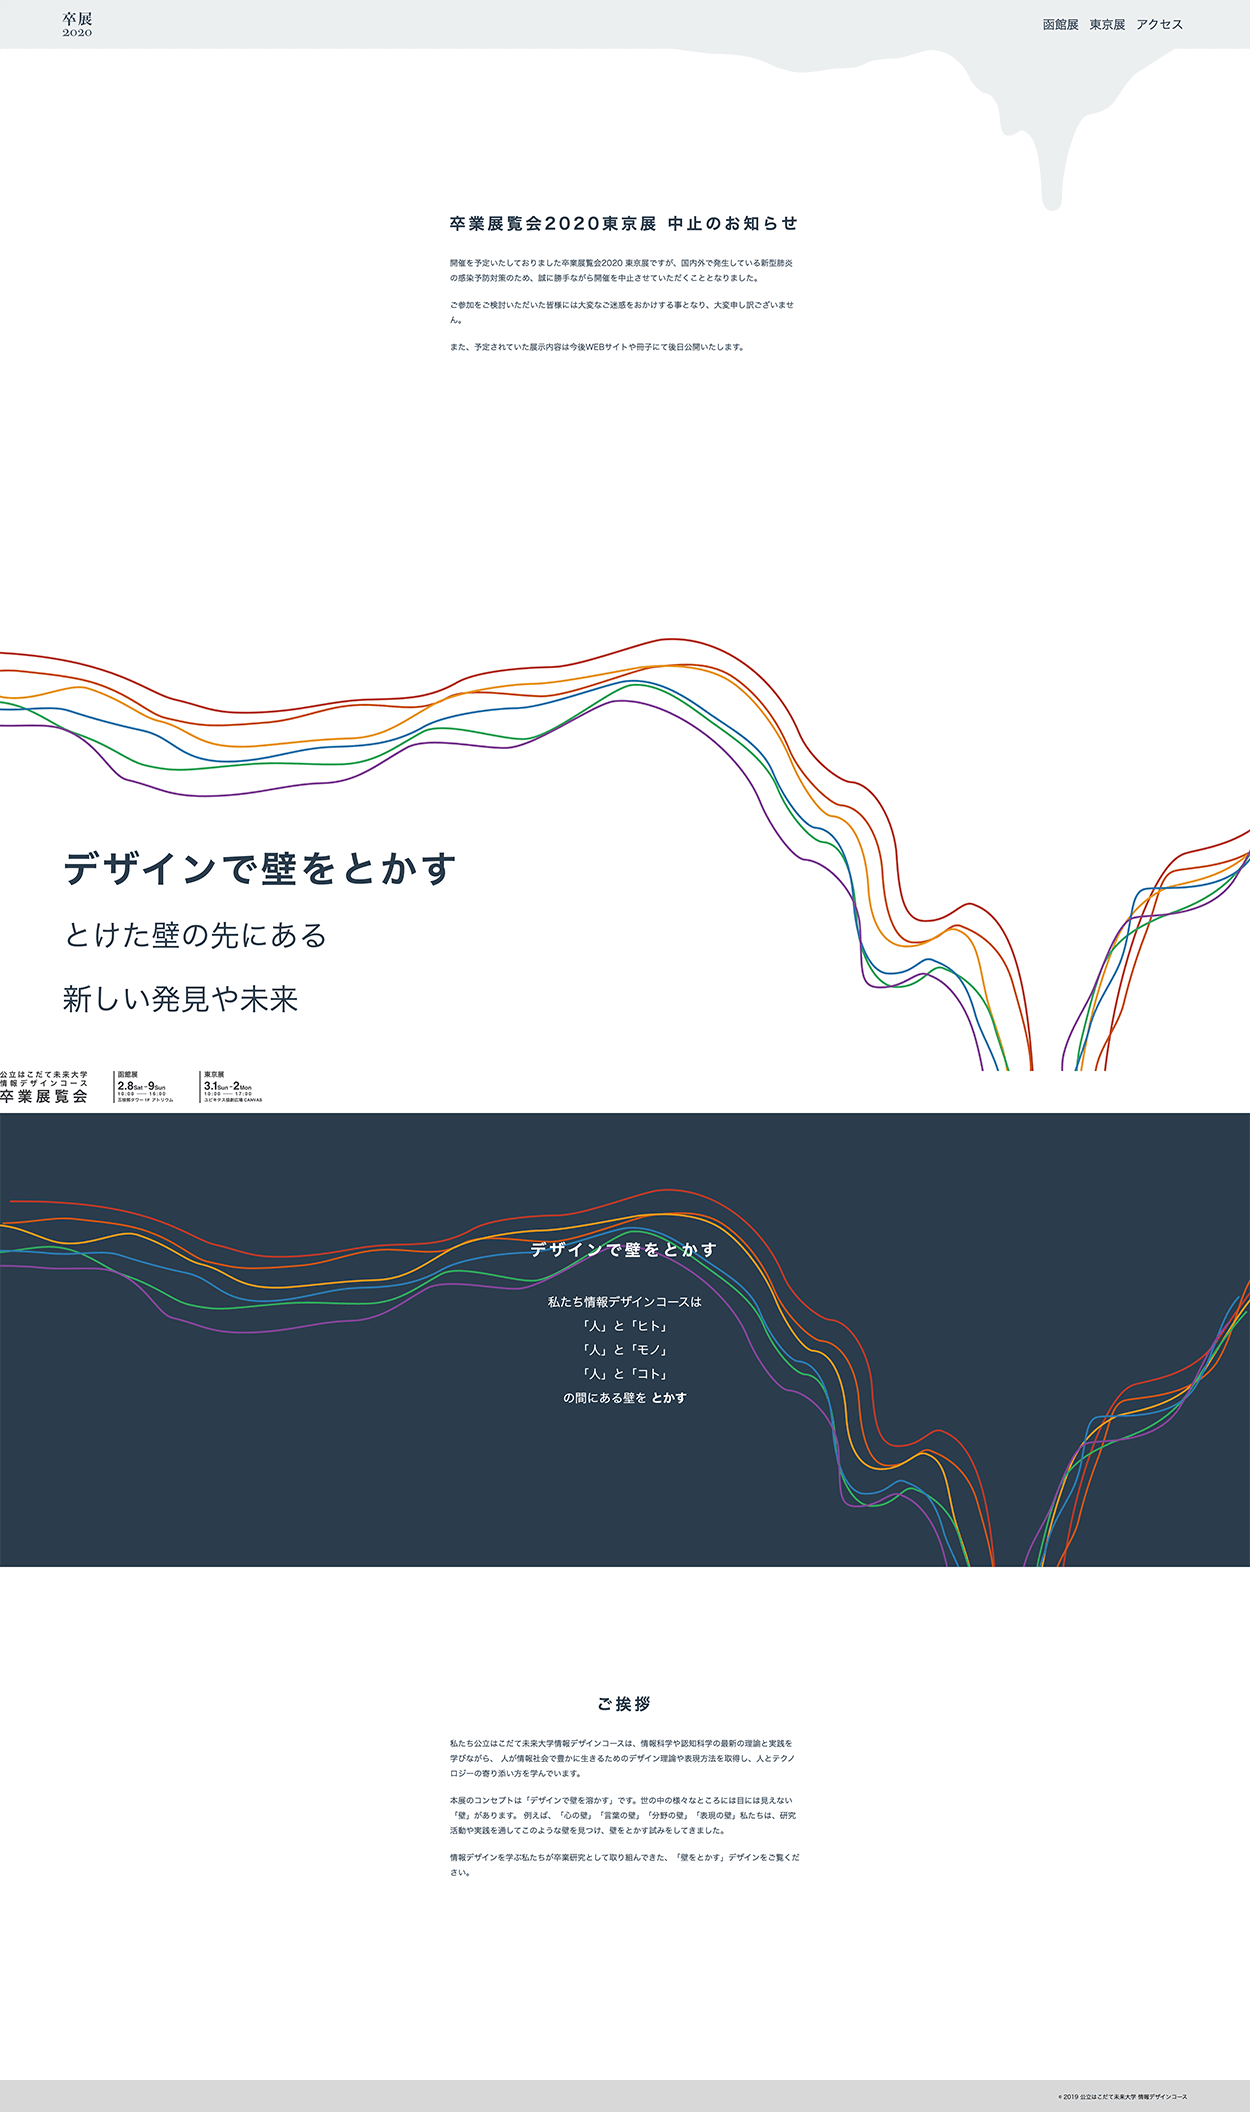 卒展
2020
函館展 東京展 アクセス
卒業展覧会2020東京展 中止のお知らせ
開催を予定いたしておりました卒業展覧会2020 東京展ですが、国内外で発生している新型肺炎
の感染予防対策のため、誠に勝手ながら開催を中止させていただくこととなりました。
ご参加をご検討いただいた皆様には大変なご迷惑をおかけする事となり、大変申し訳ございませ
ん。
また、予定されていた展示内容は今後WEBサイトや冊子にて後日公開いたします。
デザインで壁をとかす
とけた壁の先にある
新しい発見や未来
公立はこだて未来大学
情報デザインコース
卒業展覧会
函館展
2.8Sat-9Sun
10:00 ── 16:00
五稜郭タワー1F アトリウム
東京展
3.1Sun-2Mon
10:00 ── 17:00
ユビキタス協創広場 CANVAS
デザインで壁をとかす
私たち情報デザインコースは
「人」と「ヒト」
「人」と「モノ」
「人」と「コト」
の間にある壁を とかす
ご挨拶
私たち公立はこだて未来大学情報デザインコースは、情報科学や認知科学の最新の理論と実践を
学びながら、 人が情報社会で豊かに生きるためのデザイン理論や表現方法を取得し、人とテクノ
ロジーの寄り添い方を学んでいます。
本展のコンセプトは「デザインで壁を溶かす」です。世の中の様々なところには目には見えない
「壁」があります。 例えば、「心の壁」「言葉の壁」「分野の壁」「表現の壁」私たちは、研究
活動や実践を通してこのような壁を見つけ、壁をとかす試みをしてきました。
情報デザインを学ぶ私たちが卒業研究として取り組んできた、「壁をとかす」デザインをご覧くだ
さい。
© 2019 公立はこだて未来大学 情報デザインコース